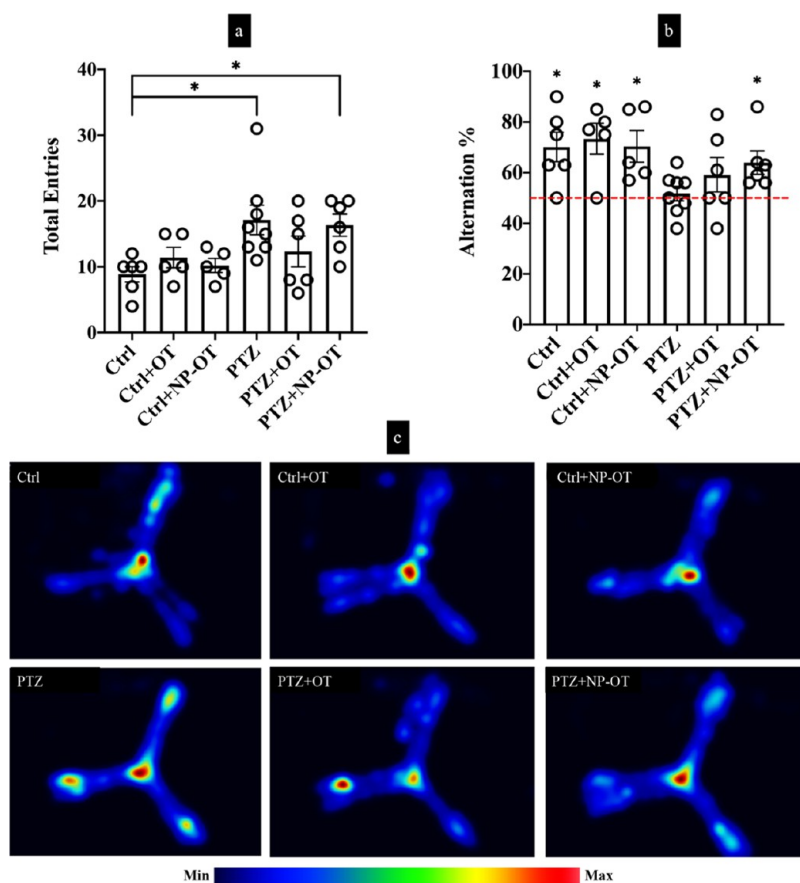 a
b
*
*
Total Entries
40
30
20
10
0
Ctrl
Ctrl+OT
Ctrl+NP-OT
PTZ
PTZ+OT
PTZ+NP-OT
* * * *
Alternation %
100
80
60
40
20
0
Ctrl
Ctrl+OT
Ctrl+NP-OT
PTZ
PTZ+OT
PTZ+NP-OT
c
Ctrl
Ctrl+OT
Ctrl+NP-OT
PTZ
PTZ+OT
PTZ+NP-OT
Min Max